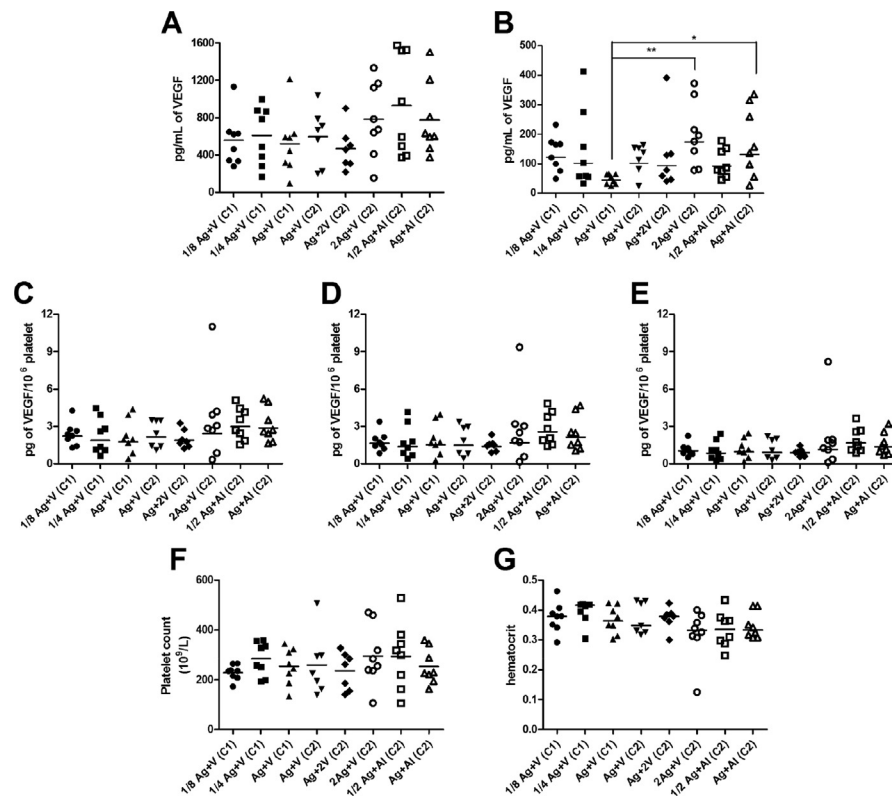 A
1600
1200
800
400
0
pg/mL of VEGF
1/8 Ag+V (C1)
1/4 Ag+V (C1)
Ag+V (C1)
Ag+V (C2)
Ag+2V (C2)
2Ag+V (C2)
1/2 Ag+Al (C2)
Ag+Al (C2)
B
500
400
300
200
100
0
pg/mL of VEGF
**
*
1/8 Ag+V (C1)
1/4 Ag+V (C1)
Ag+V (C1)
Ag+V (C2)
Ag+2V (C2)
2Ag+V (C2)
1/2 Ag+Al (C2)
Ag+Al (C2)
C
12
9
6
3
0
pg of VEGF/10 6 platelet
1/8 Ag+V (C1)
1/4 Ag+V (C1)
Ag+V (C1)
Ag+V (C2)
Ag+2V (C2)
2Ag+V (C2)
1/2 Ag+Al (C2)
Ag+Al (C2)
D
12
9
6
3
0
pg of VEGF/10 6 platelet
1/8 Ag+V (C1)
1/4 Ag+V (C1)
Ag+V (C1)
Ag+V (C2)
Ag+2V (C2)
2Ag+V (C2)
1/2 Ag+Al (C2)
Ag+Al (C2)
E
12
9
6
3
0
pg of VEGF/10 6 platelet
1/8 Ag+V (C1)
1/4 Ag+V (C1)
Ag+V (C1)
Ag+V (C2)
Ag+2V (C2)
2Ag+V (C2)
1/2 Ag+Al (C2)
Ag+Al (C2)
F
600
400
200
0
Platelet count
(10⁹/L)
1/8 Ag+V (C1)
1/4 Ag+V (C1)
Ag+V (C1)
Ag+V (C2)
Ag+2V (C2)
2Ag+V (C2)
1/2 Ag+Al (C2)
Ag+Al (C2)
G
0.5
0.4
0.3
0.2
0.1
0.0
hematocrit
1/8 Ag+V (C1)
1/4 Ag+V (C1)
Ag+V (C1)
Ag+V (C2)
Ag+2V (C2)
2Ag+V (C2)
1/2 Ag+Al (C2)
Ag+Al (C2)